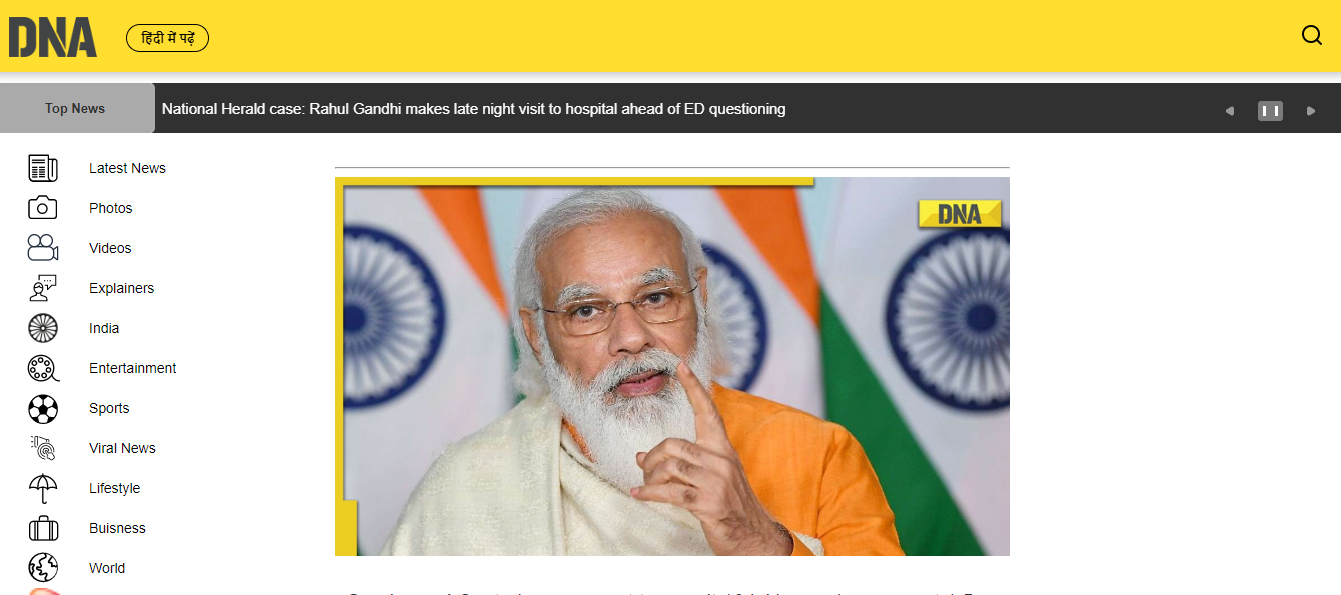 DNA
हिंदी में पढ़ें
Top News
National Herald case: Rahul Gandhi makes late night visit to hospital ahead of ED questioning
Latest News
Photos
Videos
Explainers
India
Entertainment
Sports
Viral News
Lifestyle
Buisness
World
DNA